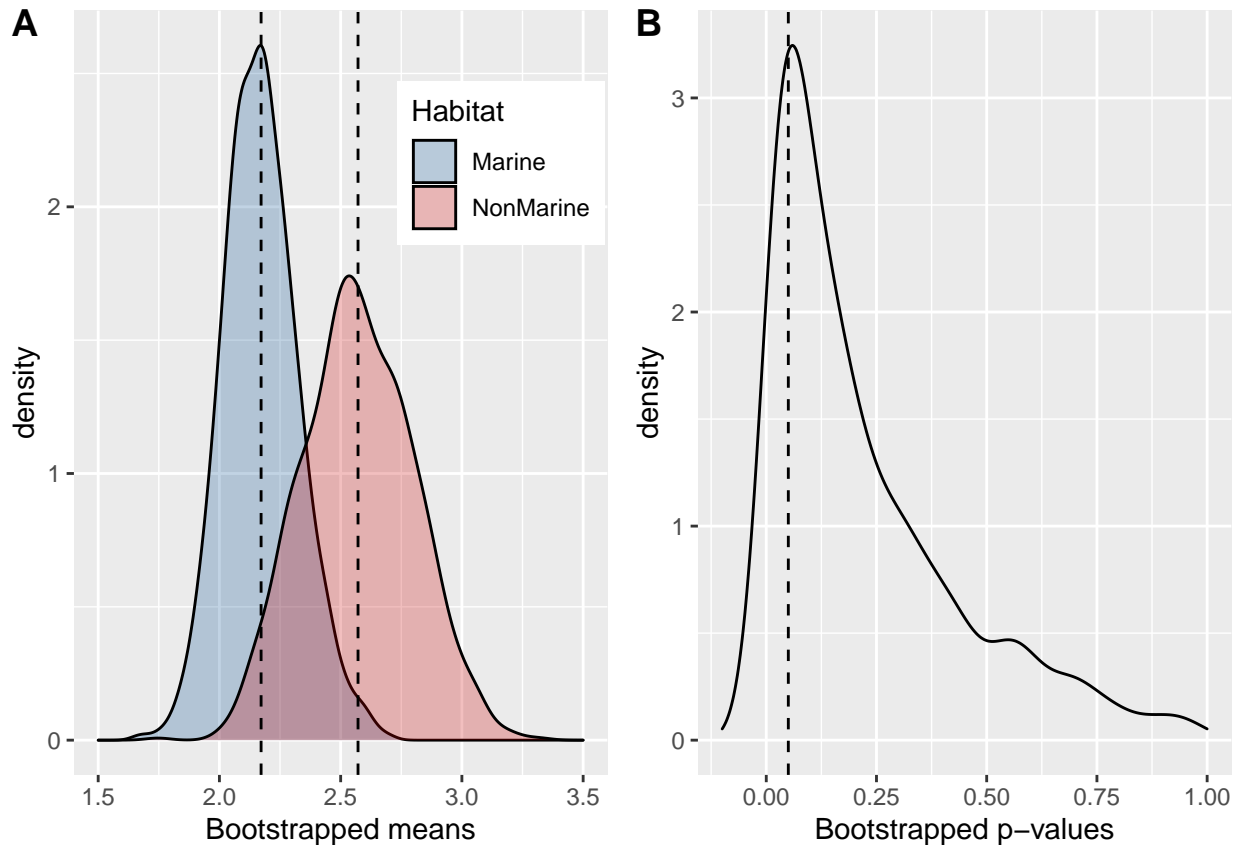 A
density
2
1
0
Habitat
Marine
NonMarine
1.5 2.0 2.5 3.0 3.5
Bootstrapped means
B
density
3
2
1
0
0.00 0.25 0.50 0.75 1.00
Bootstrapped p−values